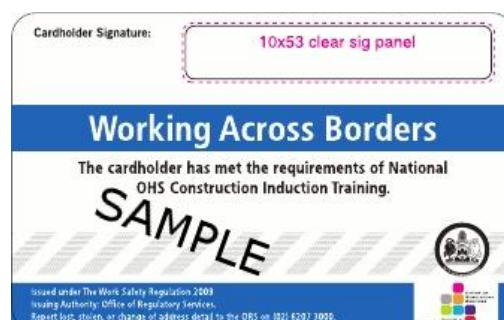 Cardholder Signature:
10x53 clear sig panel
Working Across Borders
The cardholder has met the requirements of National
OHS Construction Induction Training.
SAMPLE
Issued under The Work Safety Regulation 2009
Issuing Authority: Office of Regulatory Services.
Report lost, stolen, or change of address detail to the ORS on (02) 6207 3000.